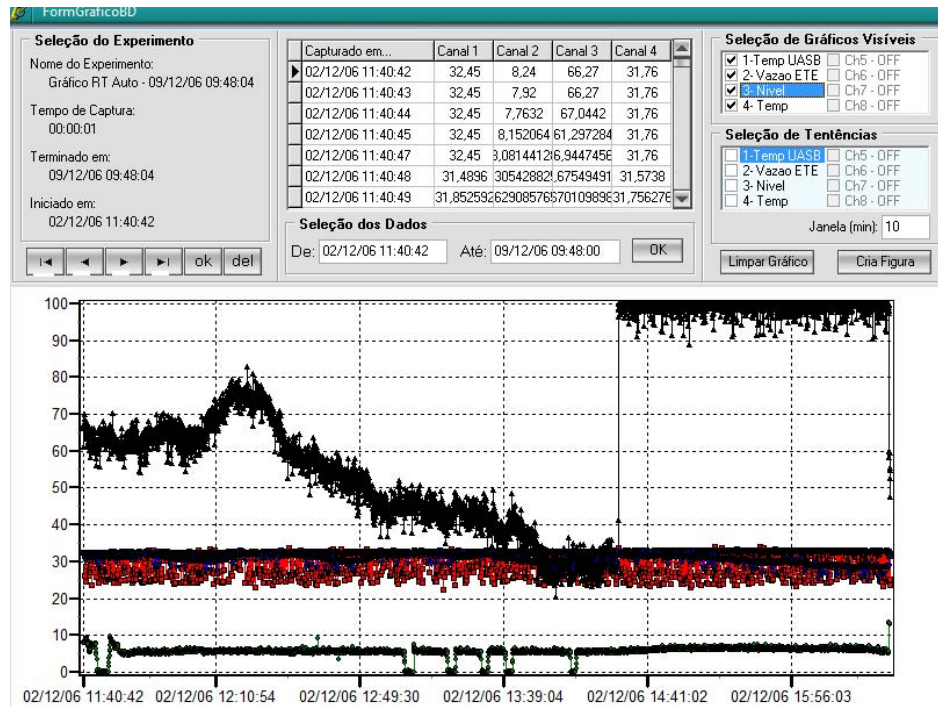 FormGraficoBD
Seleção do Experimento
Nome do Experimento:
Gráfico RT Auto - 09/12/06 09:48:04
Tempo de Captura:
00:00:01
Terminado em:
09/12/06 09:48:04
Iniciado em:
02/12/06 11:40:42
ok del
Capturado em... Canal 1 Canal 2 Canal 3 Canal 4
02/12/06 11:40:42 32,45 8,24 66,27 31,76
02/12/06 11:40:43 32,45 7,92 66,27 31,76
02/12/06 11:40:44 32,45 7,7632 67,0442 31,76
02/12/06 11:40:45 32,45 8,152064 61,297284 31,76
02/12/06 11:40:47 32,45 31,76
02/12/06 11:40:48 31,4896 31,5738
02/12/06 11:40:49 31,852592 31,756276
Seleção dos Dados
De: 02/12/06 11:40:42 Até: 09/12/06 09:48:00 OK
Seleção de Gráficos Visíveis
1-Temp UASB Ch5 - OFF
2- Vazao ETE Ch6 - OFF
3- Nivel Ch7 - OFF
4- Temp Ch8 - OFF
Seleção de Tentências
1-Temp UASB Ch5 - OFF
2- Vazao ETE Ch6 - OFF
3- Nivel Ch7 - OFF
4- Temp Ch8 - OFF
Janela (min): 10
Limpar Gráfico Cria Figura
100
90
80
70
60
50
40
30
20
10
0
02/12/06 11:40:42 02/12/06 12:10:54 02/12/06 12:49:30 02/12/06 13:39:04 02/12/06 14:41:02 02/12/06 15:56:03